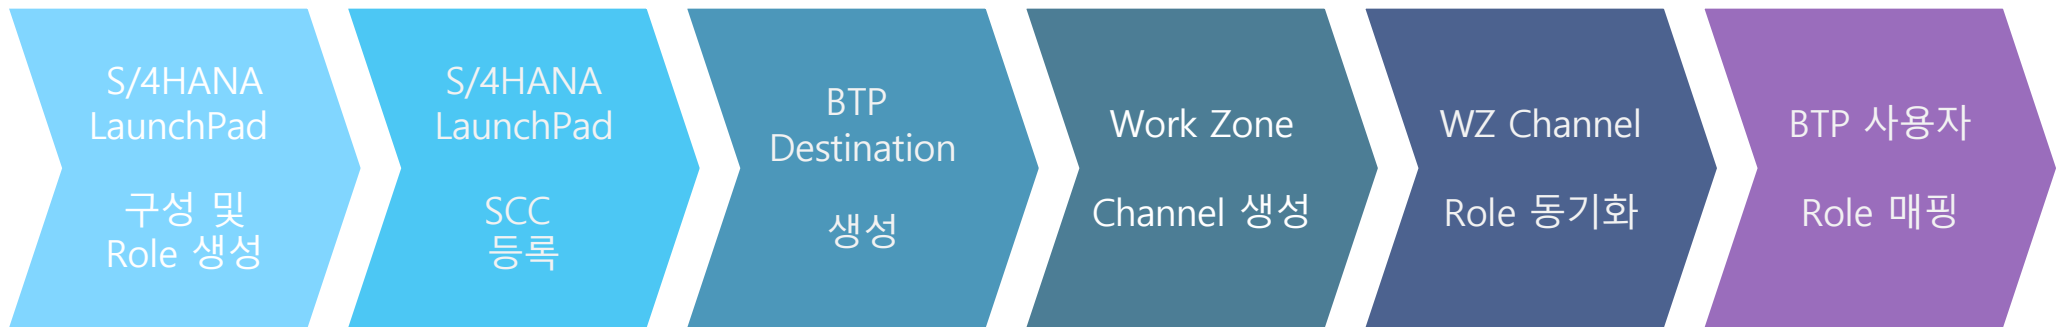 S/4HANA
LaunchPad
구성 및
Role 생성
S/4HANA
LaunchPad
SCC
등록
BTP
Destination
생성
Work Zone
Channel 생성
WZ Channel
Role 동기화
BTP 사용자
Role 매핑